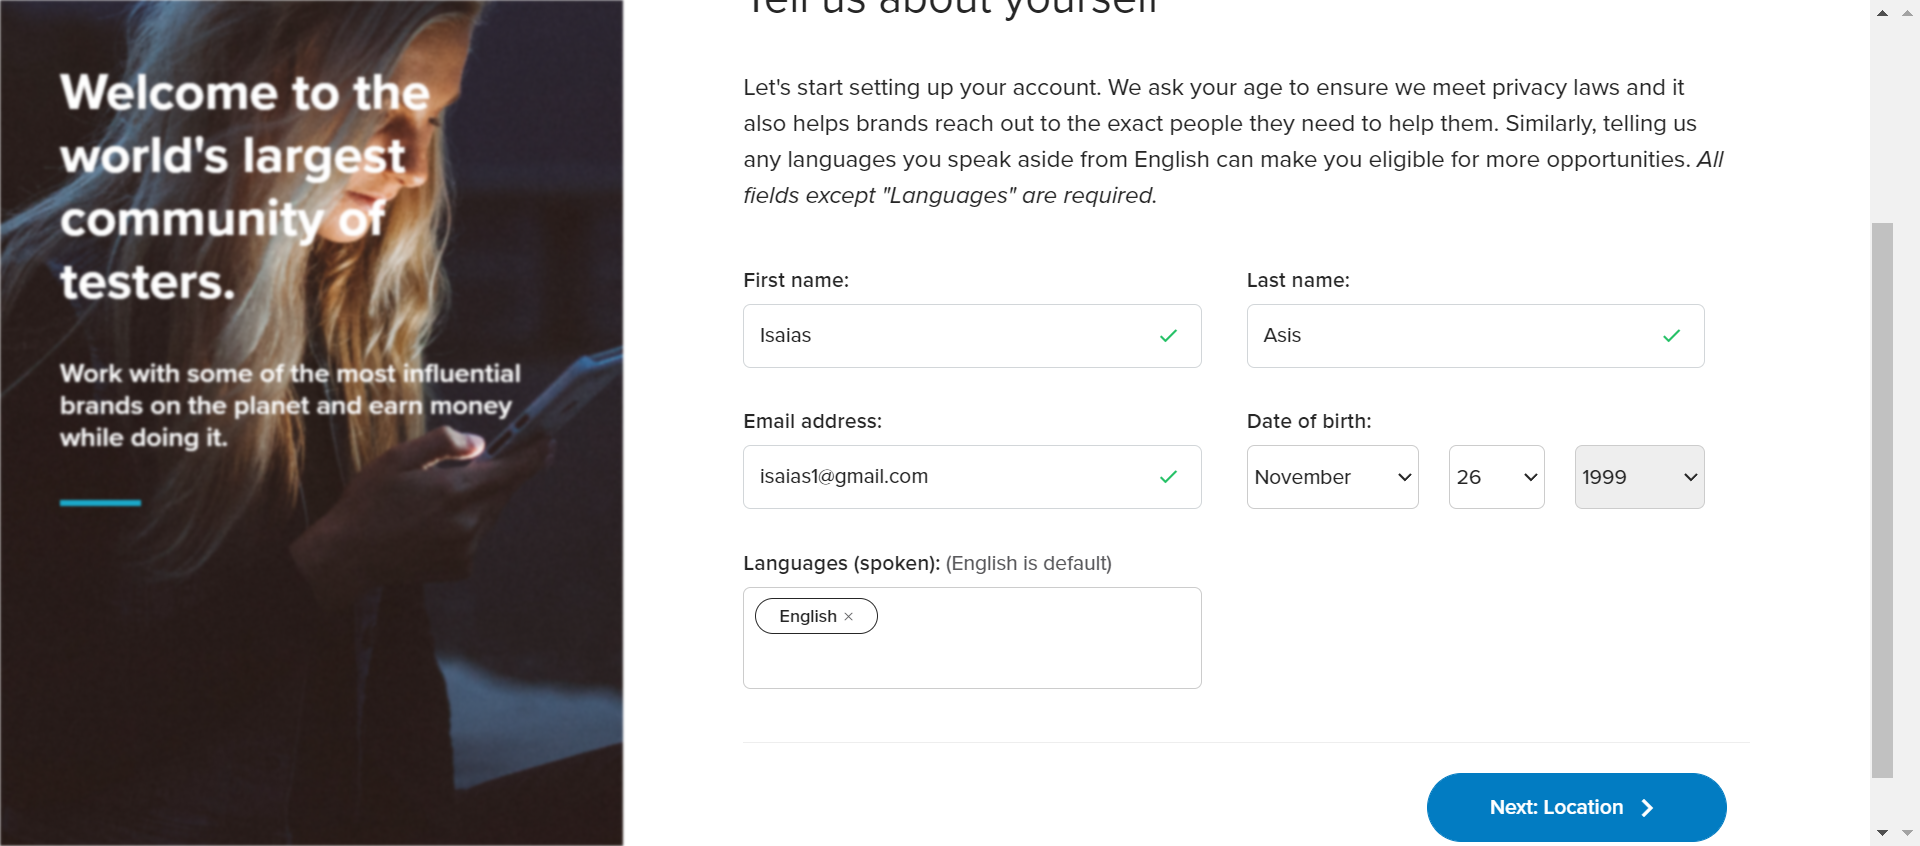 Welcome to the
world's largest
community of
testers.
Work with some of the most influential
brands on the planet and earn money
while doing it.
Tell us about yourself
Let's start setting up your account. We ask your age to ensure we meet privacy laws and it
also helps brands reach out to the exact people they need to help them. Similarly, telling us
any languages you speak aside from English can make you eligible for more opportunities. All
fields except "Languages" are required.
First name:
Last name:
Isaias
Asis
Email address:
Date of birth:
isaias1@gmail.com
November
26
1999
Languages (spoken): (English is default)
English ×
Next: Location